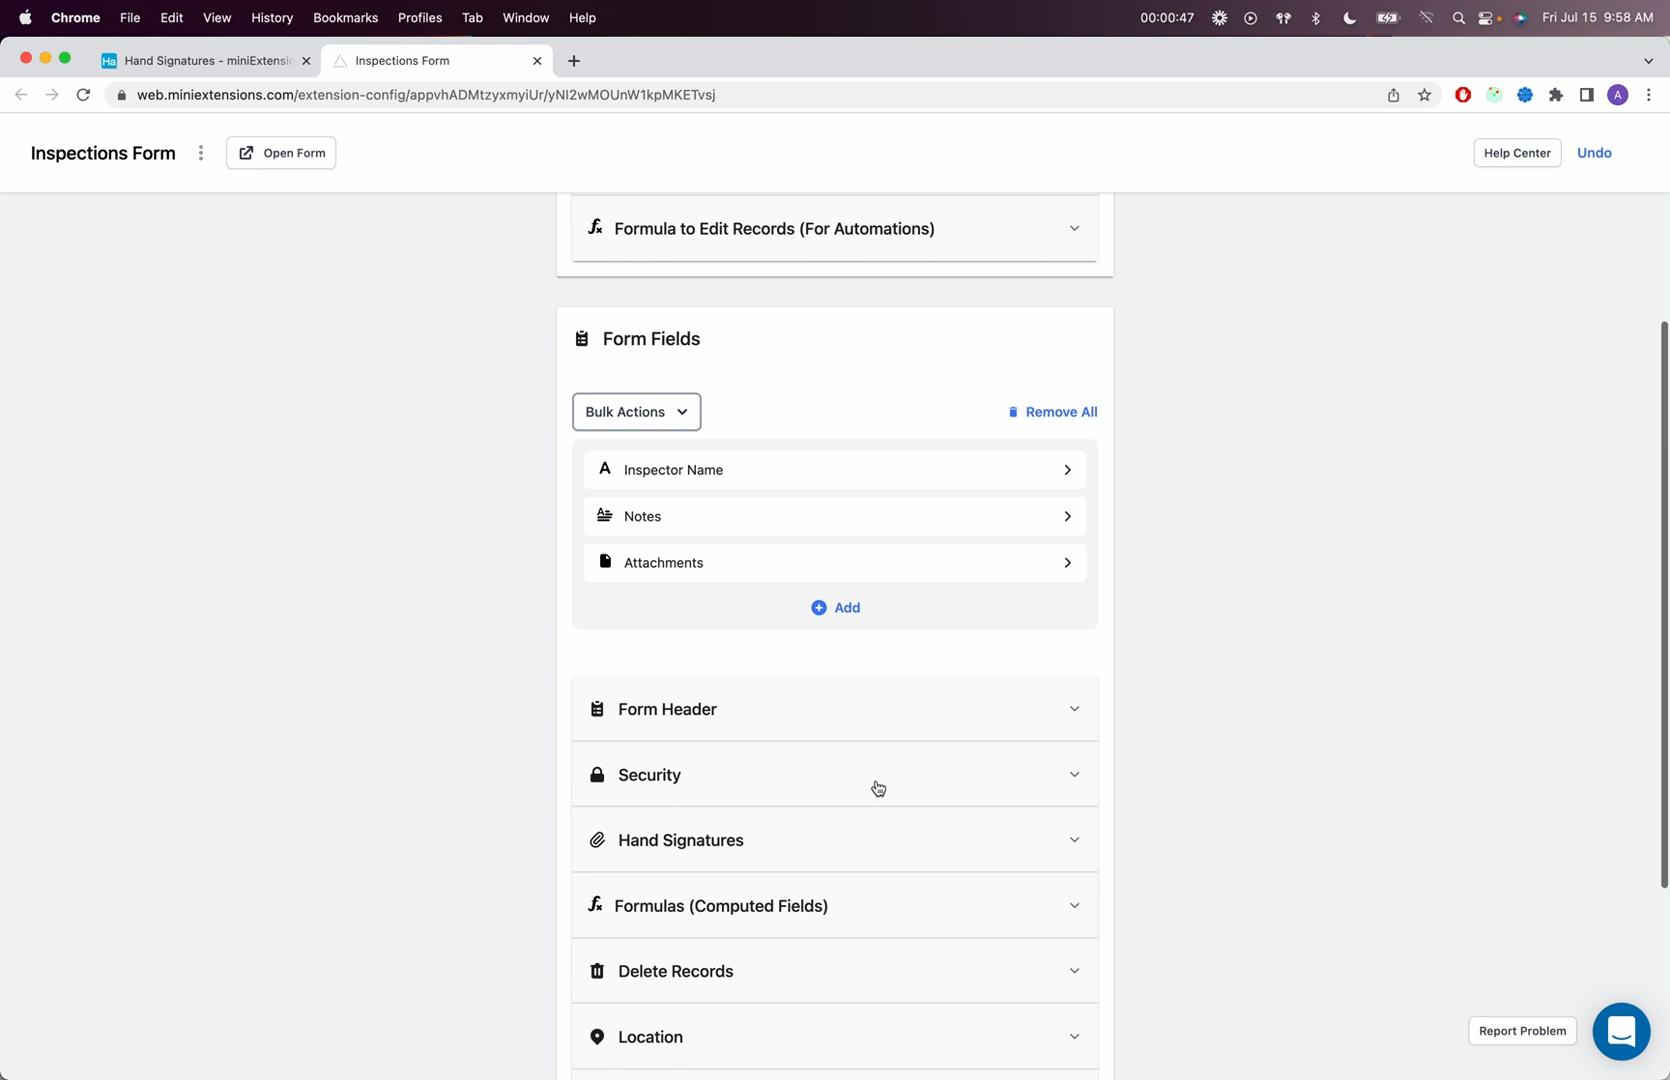 Chrome File Edit View History Bookmarks Profiles Tab Window Help 00:00:47 Fri Jul 15 9:58 AM
Ha Hand Signatures - miniExtensi Inspections Form
web.miniextensions.com/extension-config/appvhADMtzyxmyiUr/yNI2wMOUnW1kpMKETvsj A
Inspections Form Open Form Help Center Undo
Formula to Edit Records (For Automations)
Form Fields
Bulk Actions Remove All
Inspector Name
Notes
Attachments
Add
Form Header
Security
Hand Signatures
Formulas (Computed Fields)
Delete Records
Location
Report Problem